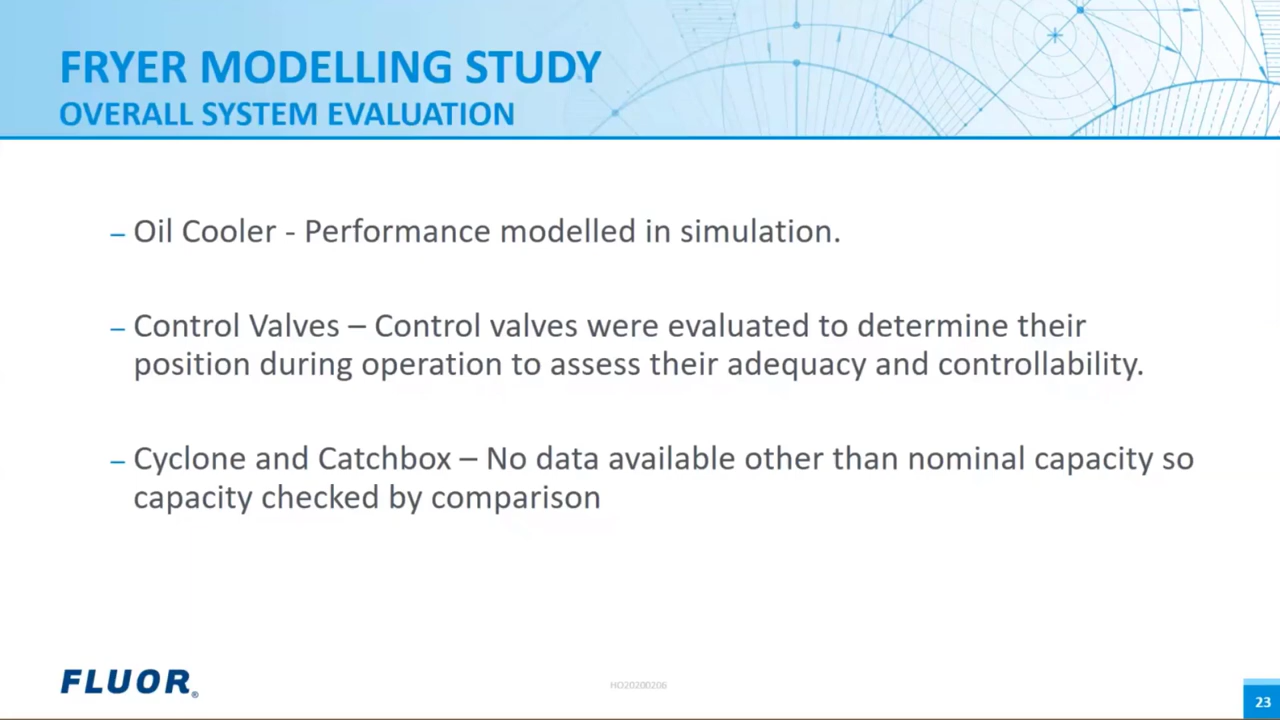 FRYER MODELLING STUDY
OVERALL SYSTEM EVALUATION
– Oil Cooler - Performance modelled in simulation.
– Control Valves – Control valves were evaluated to determine their
position during operation to assess their adequacy and controllability.
– Cyclone and Catchbox – No data available other than nominal capacity so
capacity checked by comparison
FLUOR®
HO20200206
23